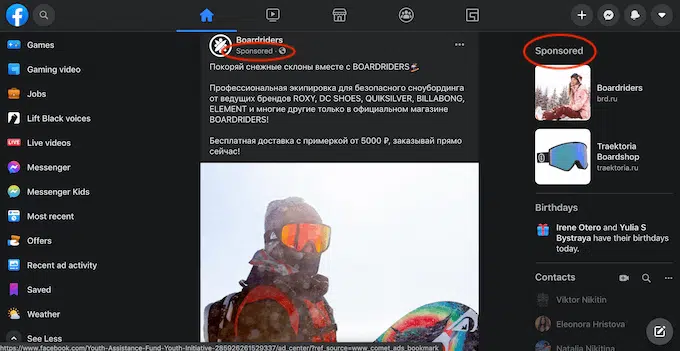 Games
Gaming video
Jobs
Lift Black voices
Live videos
Messenger
Messenger Kids
Most recent
Offers
Recent ad activity
Saved
Weather
See Less
Boardriders
Sponsored ·
Покоряй снежные склоны вместе с BOARDRIDERS
Профессиональная экипировка для безопасного сноубординга
от ведущих брендов ROXY, DC SHOES, QUIKSILVER, BILLABONG,
ELEMENT и многие другие только в официальном магазине
BOARDRIDERS!
Бесплатная доставка с примеркой от 5000 ₽, заказывай прямо
сейчас!
Sponsored
Boardriders
brd.ru
Traektoria
Boardshop
traektoria.ru
Birthdays
Irene Otero and Yulia S
Bystraya have their birthdays
today.
Contacts
Viktor Nikitin
Eleonora Hristova
Natalia Nikitina
https://www.facebook.com/Youth-Assistance-Fund-Youth-Initiative-285926261529337/ad_center/?ref_source=www_comet_ads_bookmark